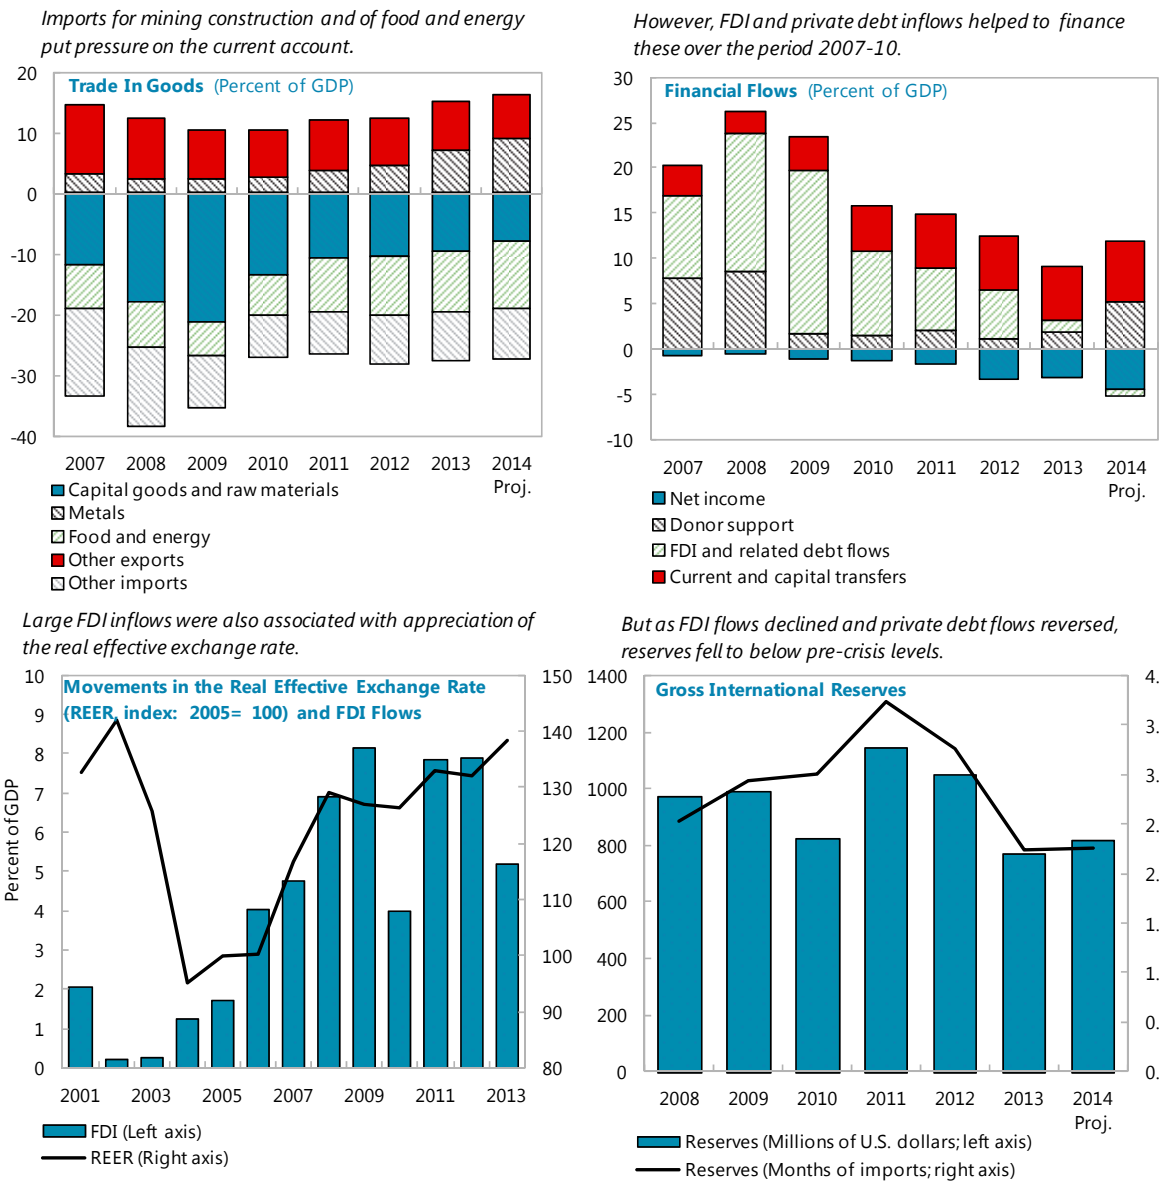 Imports for mining construction and of food and energy
put pressure on the current account.
20
10
0
-10
-20
-30
-40
Trade In Goods (Percent of GDP)
2007 2008 2009 2010 2011 2012 2013 2014
Proj.
Capital goods and raw materials
Metals
Food and energy
Other exports
Other imports
However, FDI and private debt inflows helped to finance
these over the period 2007-10.
30
25
20
15
10
5
0
-5
-10
Financial Flows (Percent of GDP)
2007 2008 2009 2010 2011 2012 2013 2014
Proj.
Net income
Donor support
FDI and related debt flows
Current and capital transfers
Large FDI inflows were also associated with appreciation of
the real effective exchange rate.
Percent of GDP
10
9
8
7
6
5
4
3
2
1
0
Movements in the Real Effective Exchange Rate
(REER, index: 2005= 100) and FDI Flows
150
140
130
120
110
100
90
80
2001 2003 2005 2007 2009 2011 2013
FDI (Left axis)
REER (Right axis)
But as FDI flows declined and private debt flows reversed,
reserves fell to below pre-crisis levels.
1400
1200
1000
800
600
400
200
0
Gross International Reserves
4.
3.
3.
2.
2.
1.
1.
0.
0.
2008 2009 2010 2011 2012 2013 2014
Proj.
Reserves (Millions of U.S. dollars; left axis)
Reserves (Months of imports; right axis)